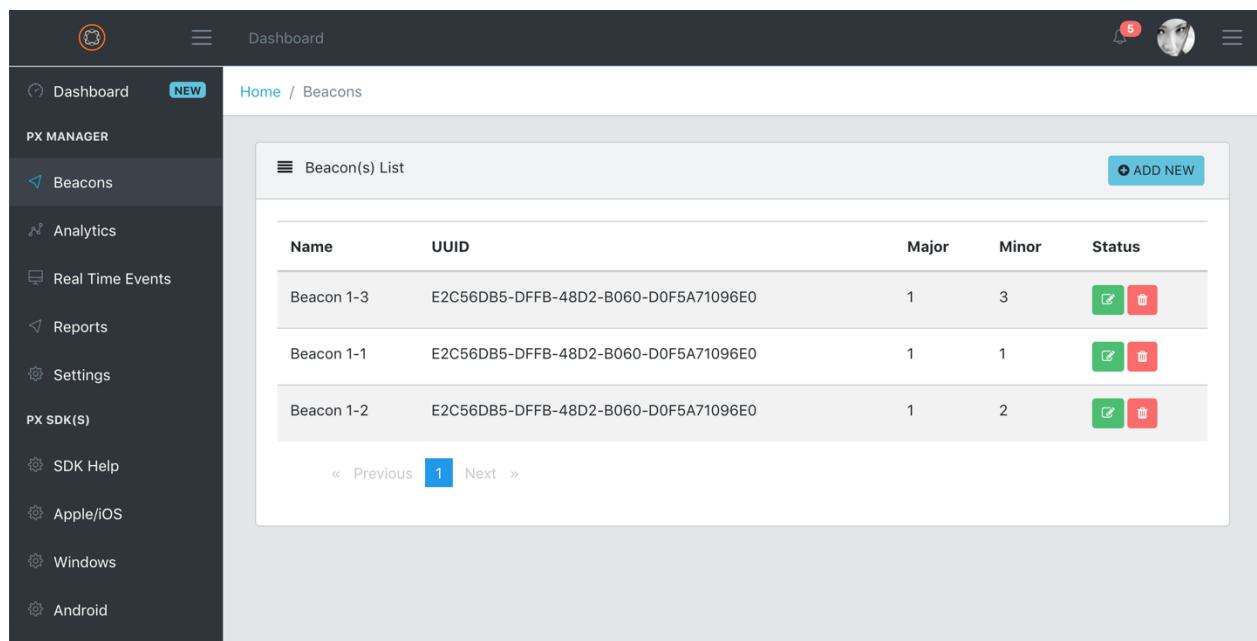 Dashboard
5
Dashboard NEW
PX MANAGER
Beacons
Analytics
Real Time Events
Reports
Settings
PX SDK(S)
SDK Help
Apple/iOS
Windows
Android
Home / Beacons
Beacon(s) List
ADD NEW
Name UUID Major Minor Status
Beacon 1-3 E2C56DB5-DFFB-48D2-B060-D0F5A71096E0 1 3
Beacon 1-1 E2C56DB5-DFFB-48D2-B060-D0F5A71096E0 1 1
Beacon 1-2 E2C56DB5-DFFB-48D2-B060-D0F5A71096E0 1 2
« Previous 1 Next »